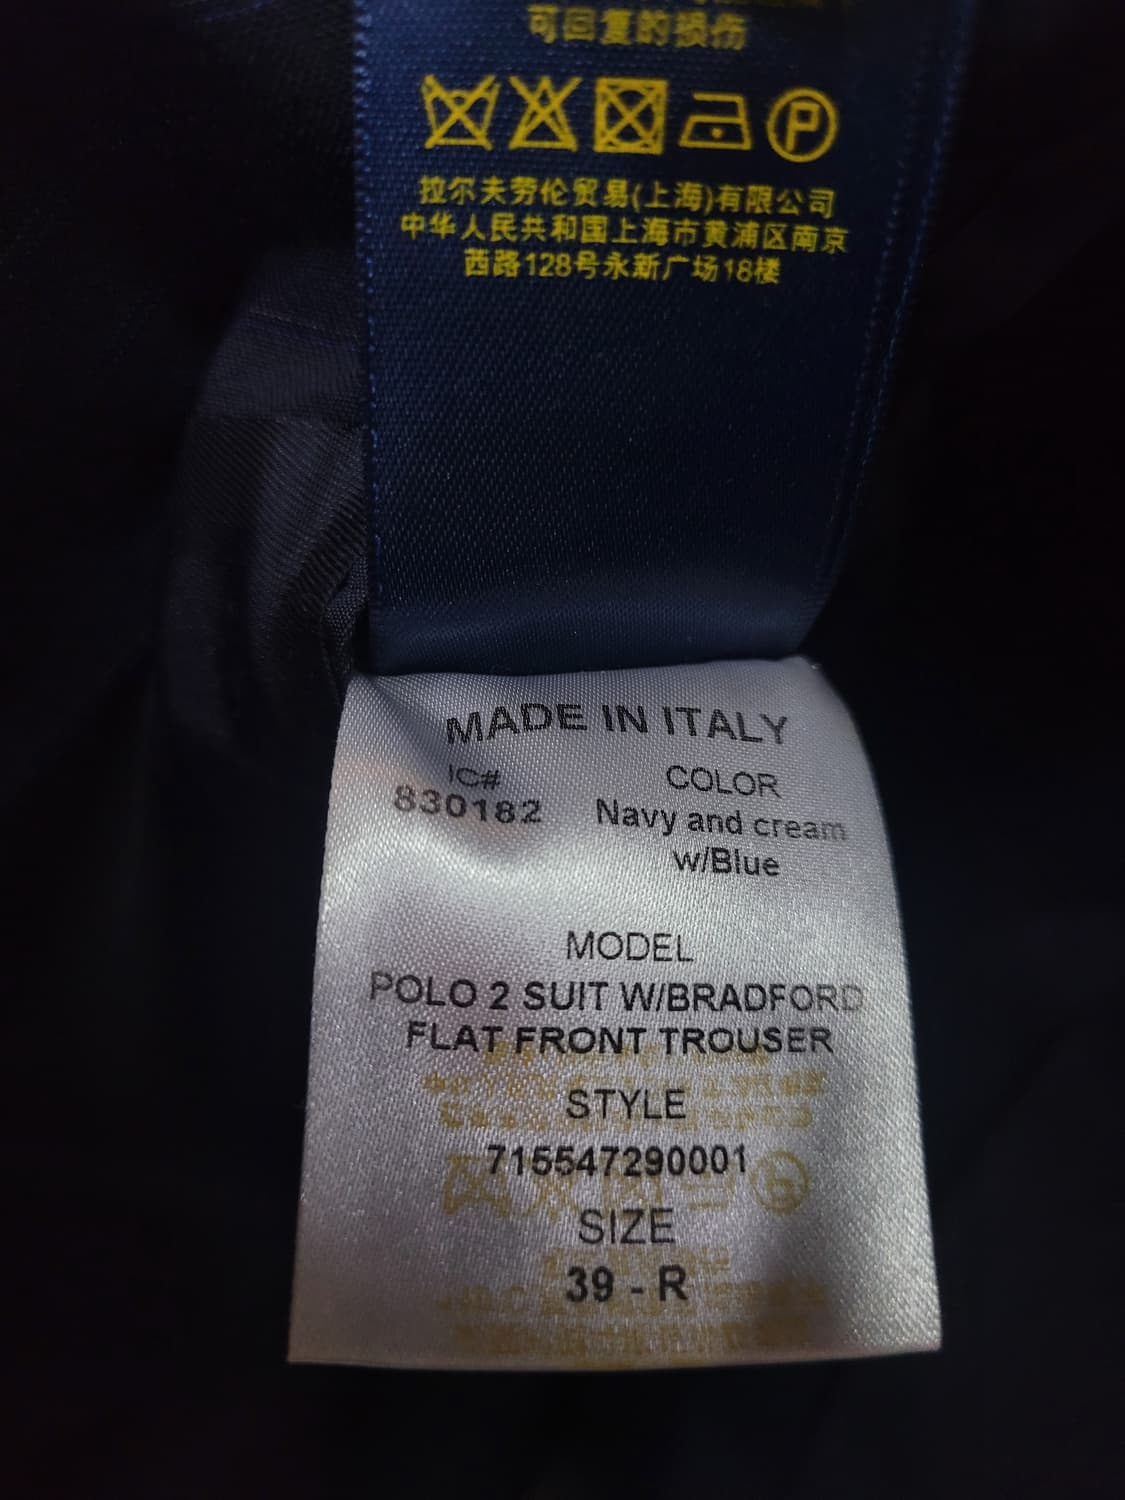 可回复的损伤
P
拉尔夫劳伦贸易(上海)有限公司
中华人民共和国上海市黄浦区南京
西路128号永新广场18楼
MADE IN ITALY
IC# COLOR
830182 Navy and cream
w/Blue
MODEL
POLO 2 SUIT W/BRADFORD
FLAT FRONT TROUSER
STYLE
715547290001
SIZE
39 - R